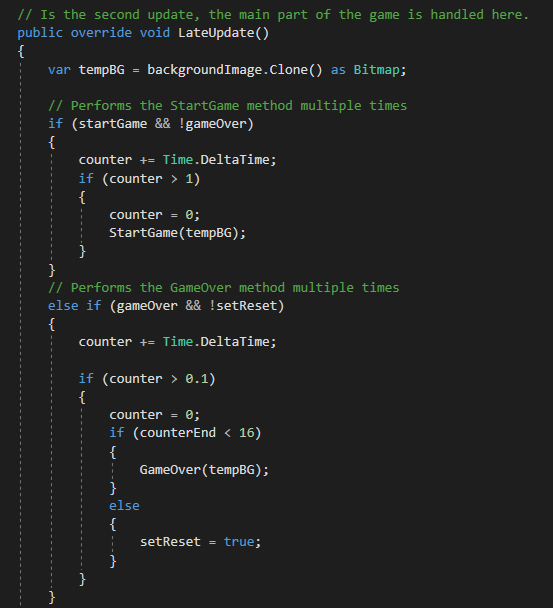 // Is the second update, the main part of the game is handled here.
public override void LateUpdate()
{
var tempBG = backgroundImage.Clone() as Bitmap;
// Performs the StartGame method multiple times
if (startGame && !gameOver)
{
counter += Time.DeltaTime;
if (counter > 1)
{
counter = 0;
StartGame(tempBG);
}
}
// Performs the GameOver method multiple times
else if (gameOver && !setReset)
{
counter += Time.DeltaTime;
if (counter > 0.1)
{
counter = 0;
if (counterEnd < 16)
{
GameOver(tempBG);
}
else
{
setReset = true;
}
}
}